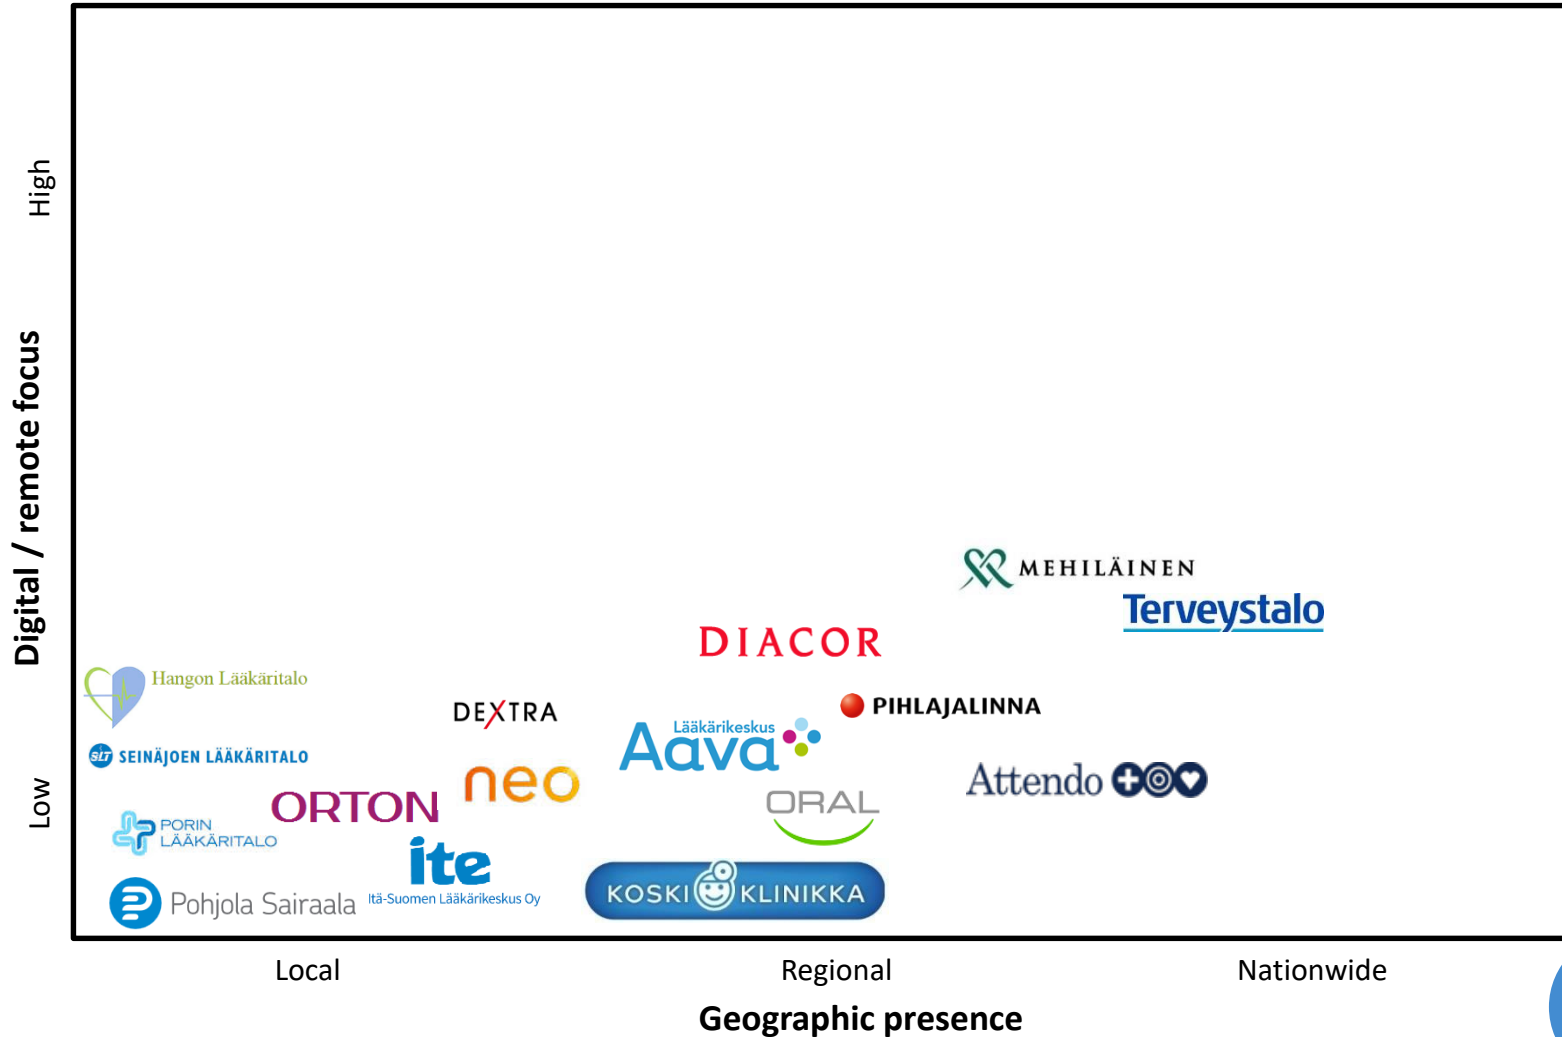 High
Digital / remote focus
Low
MEHILÄINEN
Terveystalo
DIACOR
Hangon Lääkäritalo
DEXTRA
PIHLAJALINNA
Lääkärikeskus
Aava
SLT SEINÄJOEN LÄÄKÄRITALO
neo
Attendo
ORTON
ORAL
PORIN
LÄÄKÄRITALO
ite
Itä-Suomen Lääkärikeskus Oy
KOSKI KLINIKKA
Pohjola Sairaala
Local
Regional
Nationwide
Geographic presence